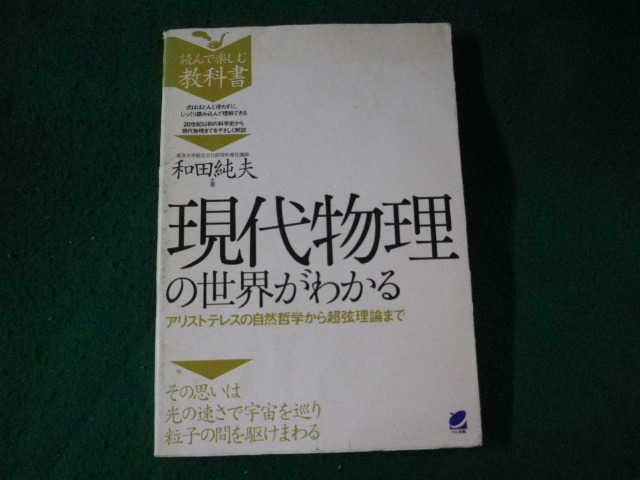 読んで楽しむ
教科書
式はほとんど使わずに、
じっくり読み込んで理解できる
20世紀以前の科学史から
現代物理までをやさしく解説
和田純夫
著
現代物理
の世界がわかる
アリストテレスの自然哲学から超弦理論まで
その思いは
光の速さで宇宙を巡り
粒子の間を駆けまわる